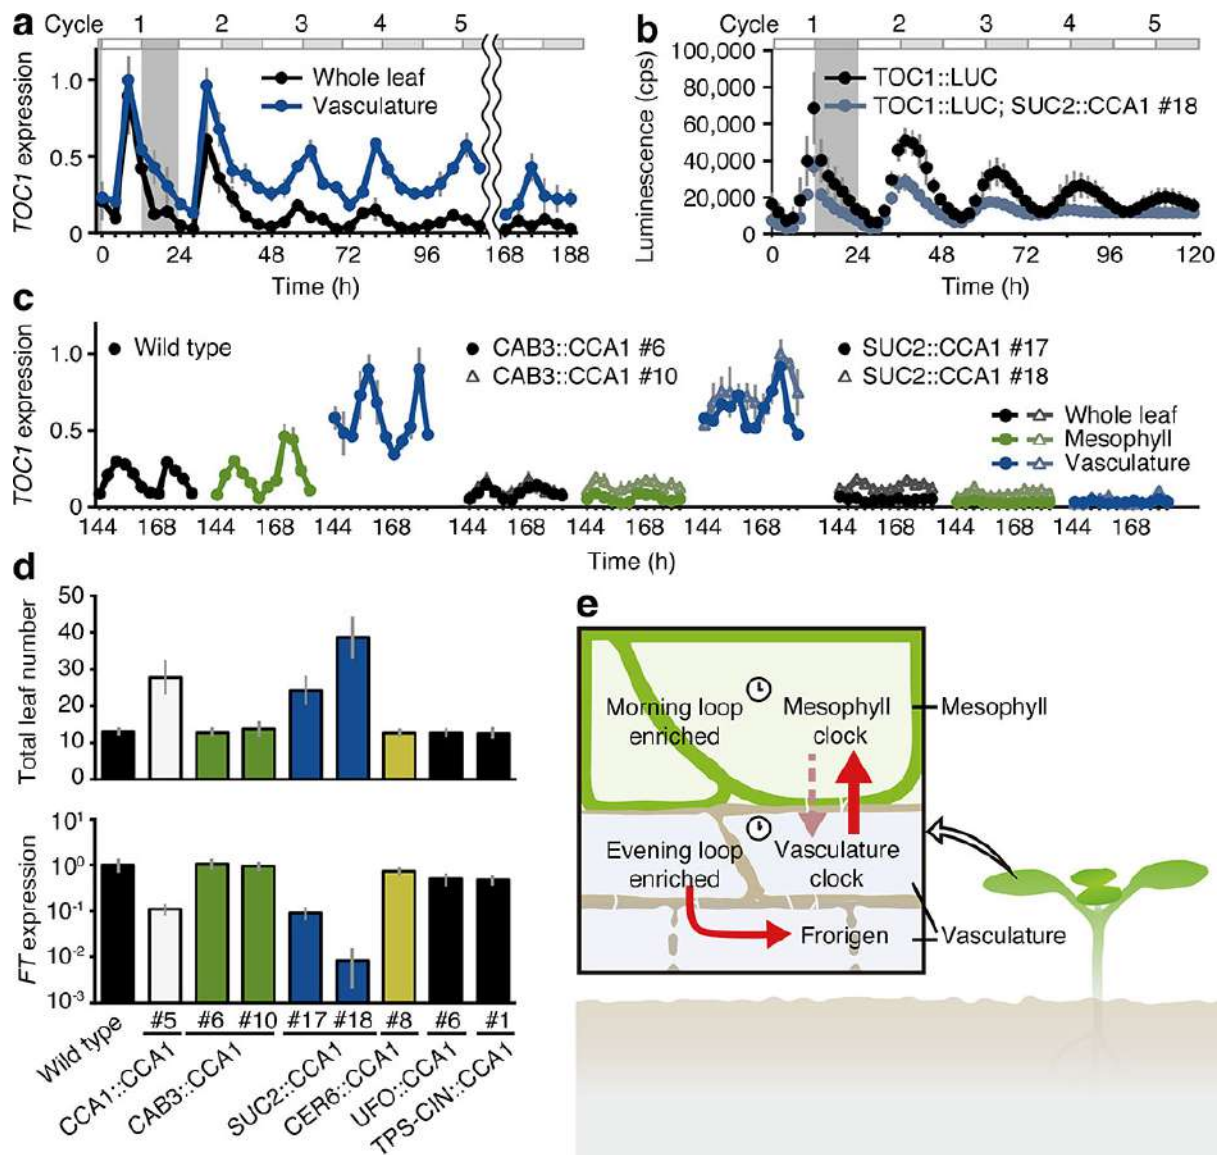 a
Cycle 1 2 3 4 5
TOC1 expression
1.0
0.5
0
Whole leaf
Vasculature
0 24 48 72 96 168 188
Time (h)
b
Cycle 1 2 3 4 5
Luminescence (cps)
100,000
80,000
60,000
40,000
20,000
0
TOC1::LUC
TOC1::LUC; SUC2::CCA1 #18
0 24 48 72 96 120
Time (h)
c
TOC1 expression
1.0
0.5
0
Wild type
CAB3::CCA1 #6
CAB3::CCA1 #10
SUC2::CCA1 #17
SUC2::CCA1 #18
Whole leaf
Mesophyll
Vasculature
144 168 144 168 144 168 144 168 144 168 144 168 144 168 144 168 144 168
Time (h)
d
Total leaf number
50
40
30
20
10
0
FT expression
10¹
10⁰
10⁻¹
10⁻²
10⁻³
#5 #6 #10 #17 #18 #8 #6 #1
Wild type
CCA1::CCA1
CAB3::CCA1
SUC2::CCA1
CER6::CCA1
UFO::CCA1
TPS-CIN::CCA1
e
Morning loop
enriched
Mesophyll
clock
Mesophyll
Evening loop
enriched
Vasculature
clock
Frorigen
Vasculature